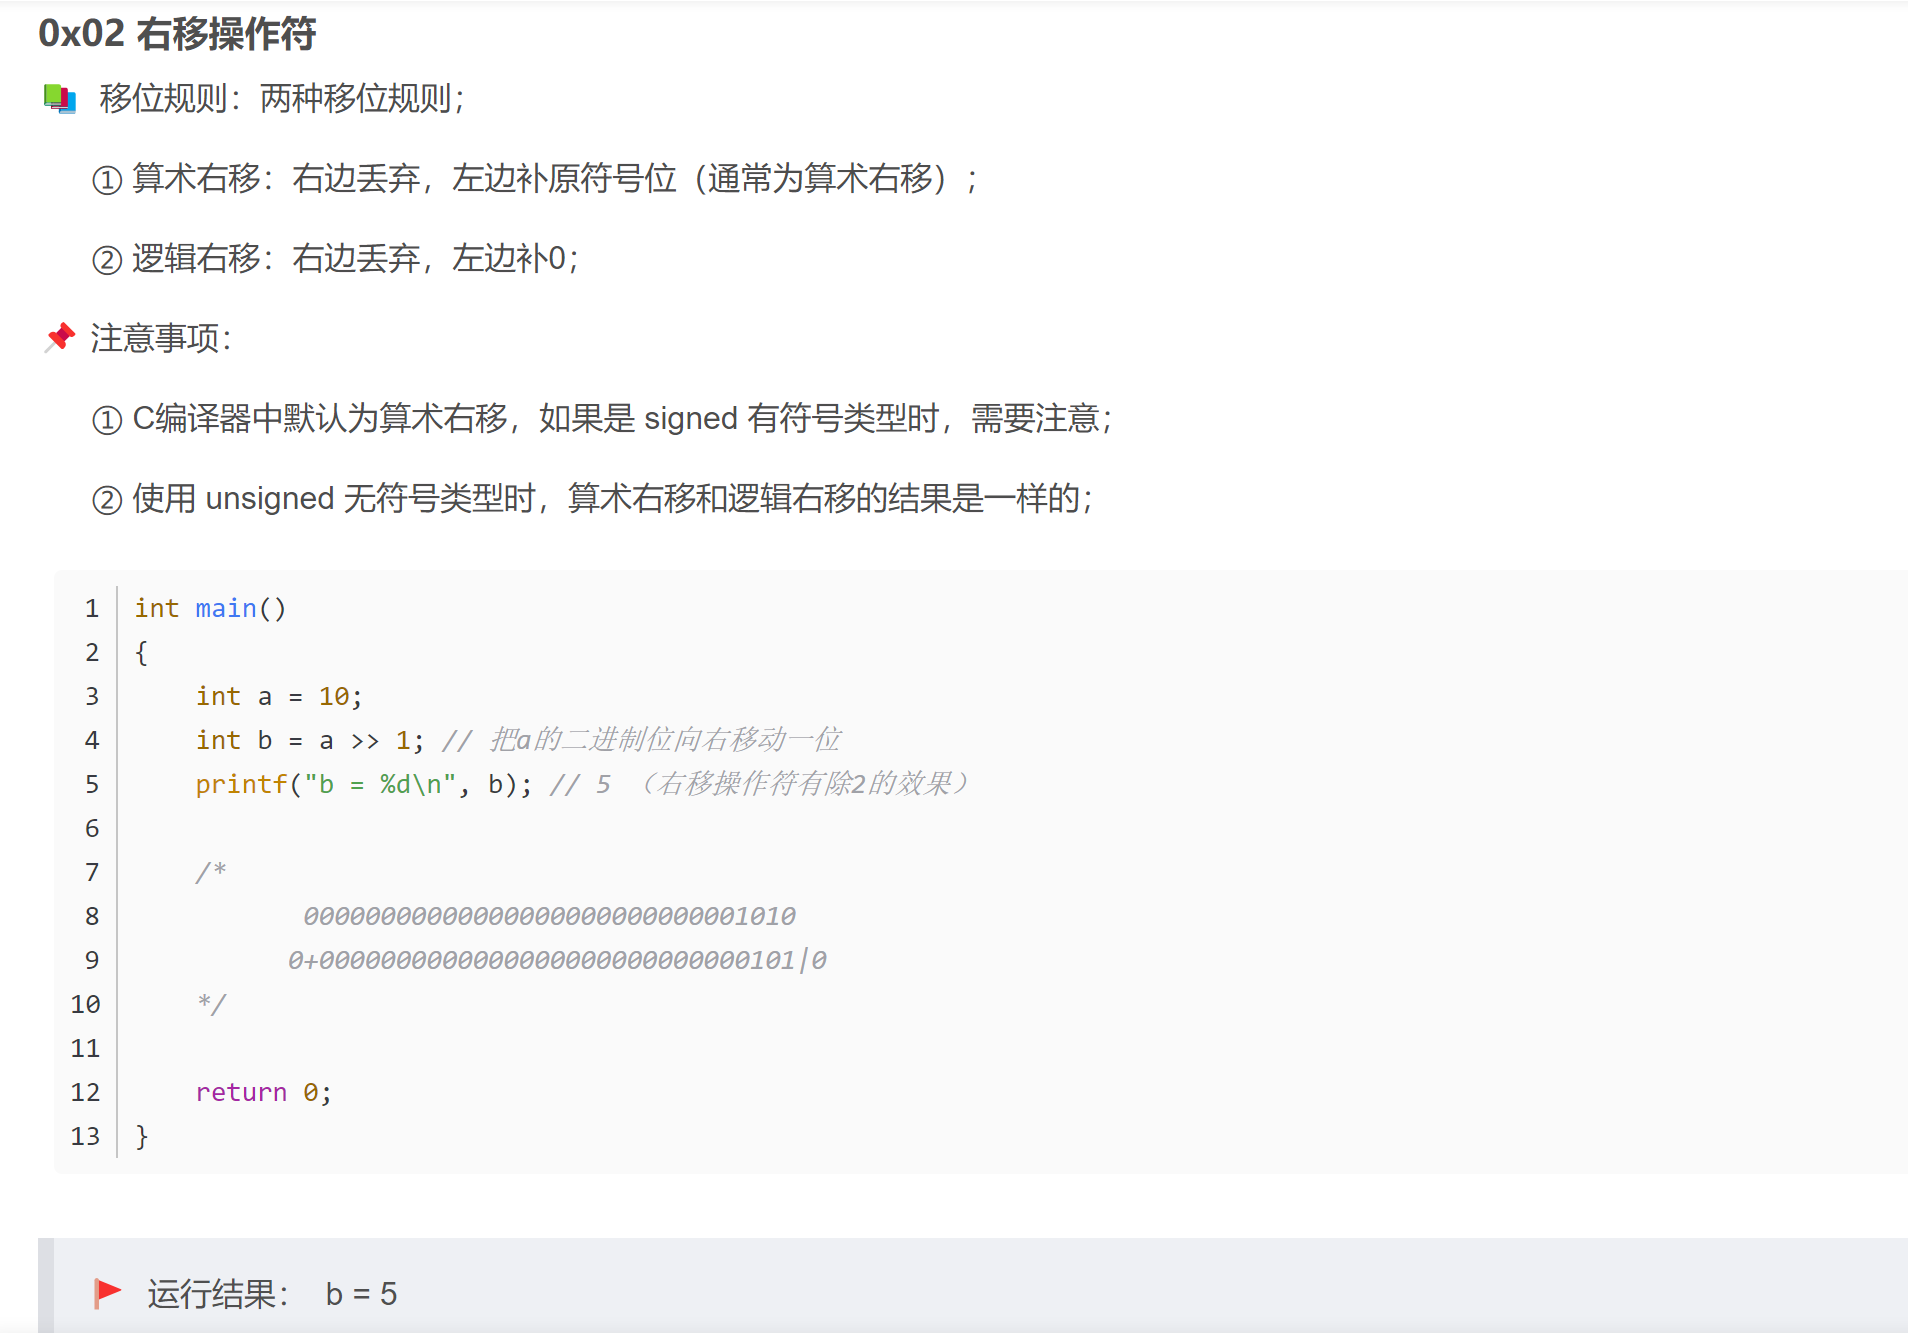 0x02 右移操作符
📚 移位规则：两种移位规则；
① 算术右移：右边丢弃，左边补原符号位（通常为算术右移）；
② 逻辑右移：右边丢弃，左边补0；
📌 注意事项：
① C编译器中默认为算术右移，如果是 signed 有符号类型时，需要注意；
② 使用 unsigned 无符号类型时，算术右移和逻辑右移的结果是一样的；
1 int main()
2 {
3     int a = 10;
4     int b = a >> 1; // 把a的二进制位向右移动一位
5     printf("b = %d\n", b); // 5 （右移操作符有除2的效果）
6
7     /*
8            00000000000000000000000000001010
9           0+0000000000000000000000000000101|0
10     */
11
12     return 0;
13 }
🚩 运行结果： b = 5